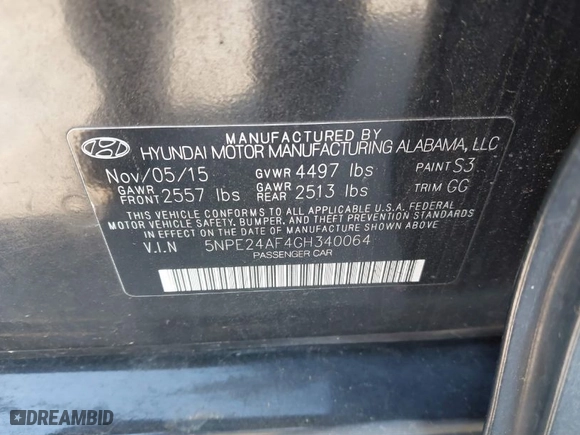 MANUFACTURED BY
HYUNDAI MOTOR MANUFACTURING ALABAMA, LLC
Nov/05/15 GVWR 4497 lbs PAINT S3
GAWR FRONT 2557 lbs GAWR REAR 2513 lbs TRIM GG
THIS VEHICLE CONFORMS TO ALL APPLICABLE U.S.A. FEDERAL
MOTOR VEHICLE SAFETY, BUMPER, AND THEFT PREVENTION STANDARDS
IN EFFECT ON THE DATE OF MANUFACTURE SHOWN ABOVE.
V.I.N 5NPE24AF4GH340064
PASSENGER CAR
DREAMBID